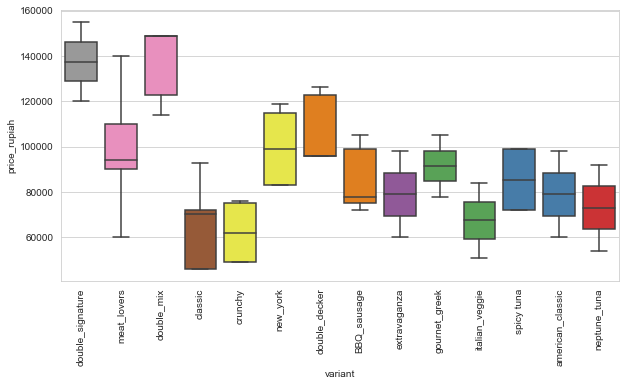 160000
140000
120000
100000
80000
60000
price_rupiah
double_signature
meat_lovers
double_mix
classic
crunchy
new_york
double_decker
BBQ_sausage
extravaganza
gourmet_greek
italian_veggie
spicy tuna
american_classic
neptune_tuna
variant